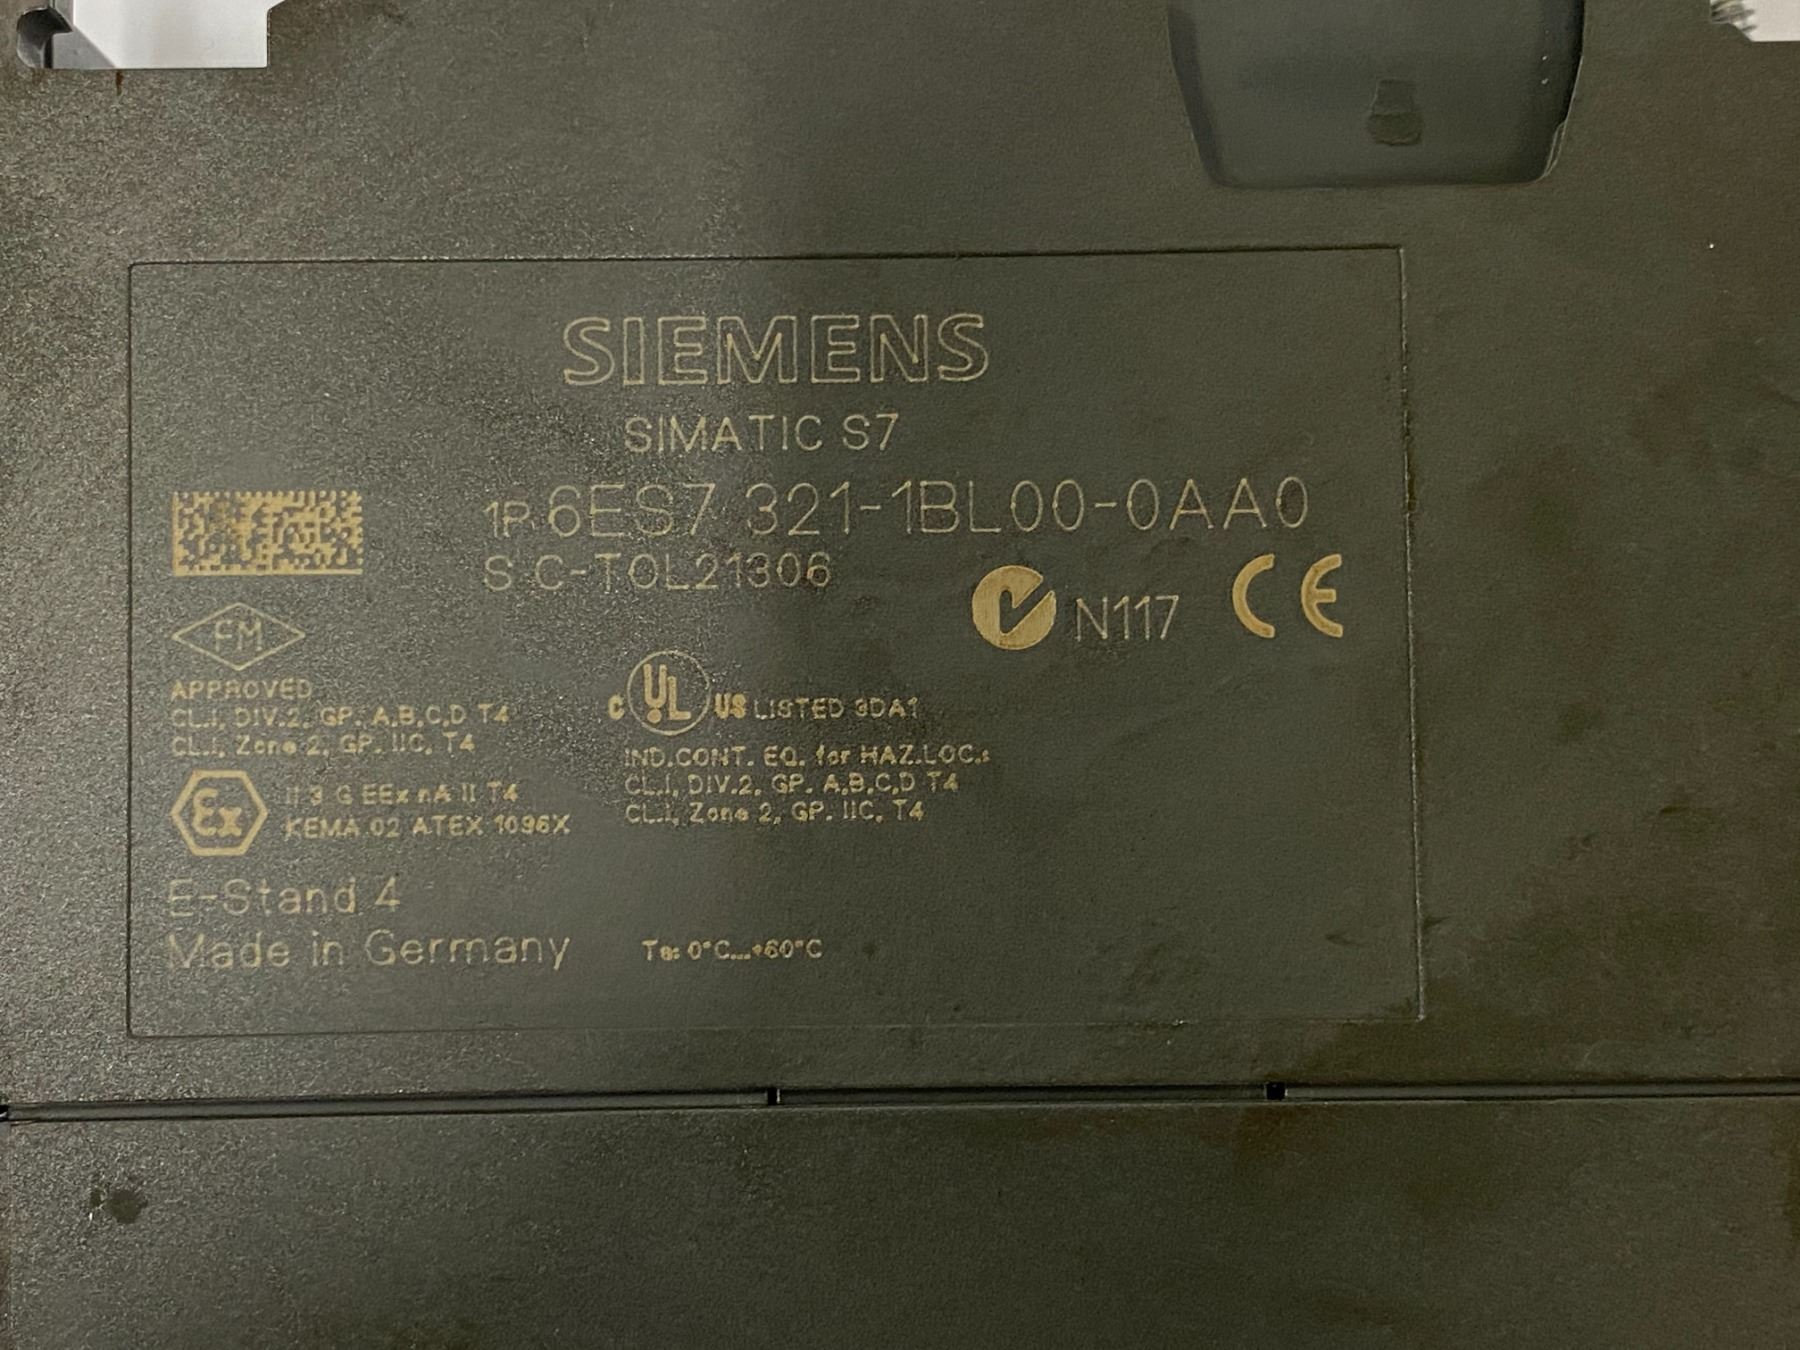 SIEMENS
SIMATIC S7
1P 6ES7 321-1BL00-0AA0
S C-TOL21306
N117 CE
FM
APPROVED
CL.I, DIV.2, GP. A,B,C,D T4
CL.I, Zone 2, GP. IIC, T4
Ex II 3 G EEx nA II T4
KEMA 02 ATEX 1096X
C UL US LISTED 3DA1
IND.CONT. EQ. for HAZ.LOC.:
CL.I, DIV.2, GP. A,B,C,D T4
CL.I, Zone 2, GP. IIC, T4
E-Stand 4
Made in Germany
Ta: 0°C...+60°C